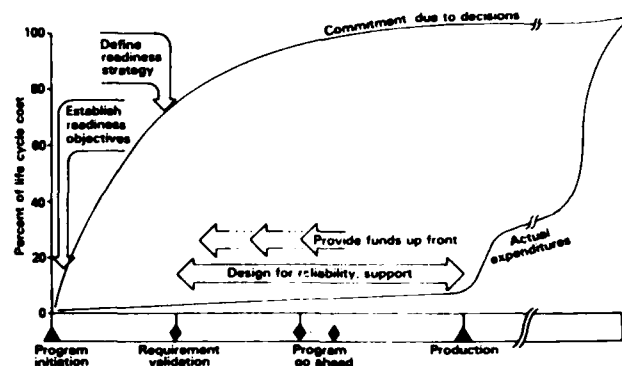 Commitment due to decisions
100
80
60
40
20
0
Percent of life cycle cost
Define
readiness
strategy
Establish
readiness
objectives
Provide funds up front
Design for reliability, support
Actual
expenditures
Program
initiation
Requirement
validation
Program
go ahead
Production